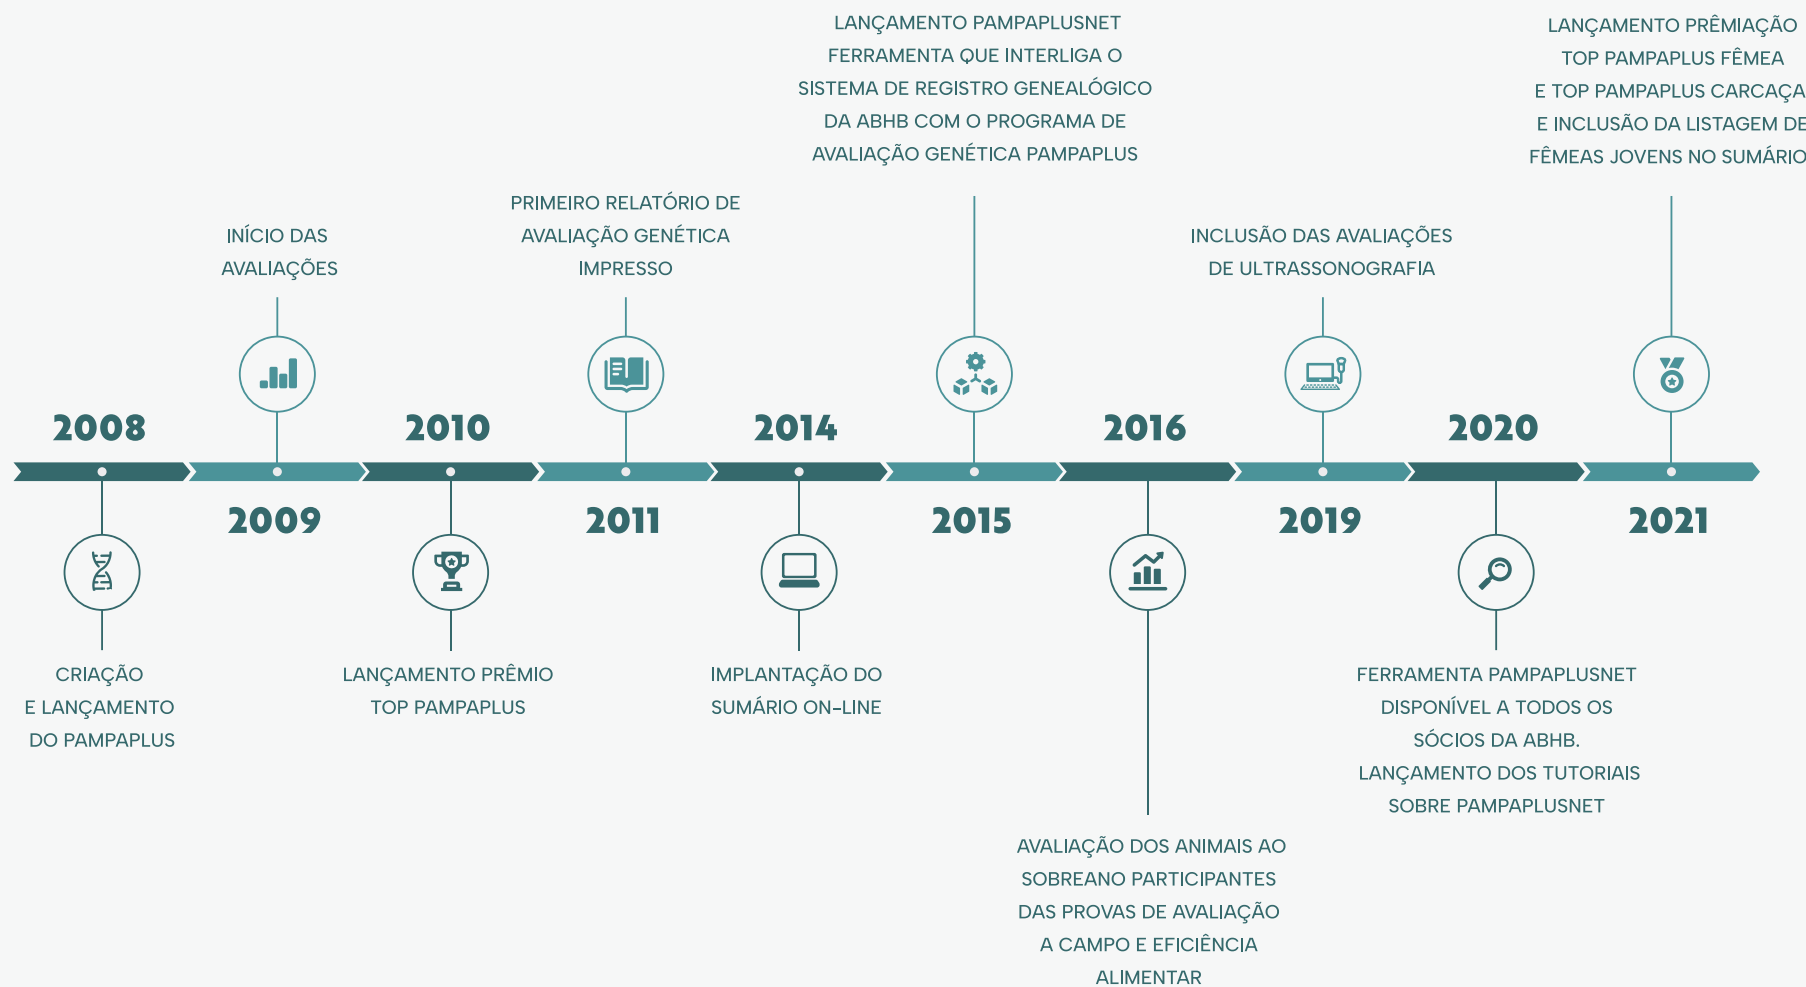 LANÇAMENTO PAMPAPLUSNET
FERRAMENTA QUE INTERLIGA O
SISTEMA DE REGISTRO GENEALÓGICO
DA ABHB COM O PROGRAMA DE
AVALIAÇÃO GENÉTICA PAMPAPLUS
LANÇAMENTO PRÊMIAÇÃO
TOP PAMPAPLUS FÊMEA
E TOP PAMPAPLUS CARCAÇA
E INCLUSÃO DA LISTAGEM DE
FÊMEAS JOVENS NO SUMÁRIO
INÍCIO DAS
AVALIAÇÕES
PRIMEIRO RELATÓRIO DE
AVALIAÇÃO GENÉTICA
IMPRESSO
INCLUSÃO DAS AVALIAÇÕES
DE ULTRASSONOGRAFIA
2008
2010
2014
2016
2020
2009
2011
2015
2019
2021
CRIAÇÃO
E LANÇAMENTO
DO PAMPAPLUS
LANÇAMENTO PRÊMIO
TOP PAMPAPLUS
IMPLANTAÇÃO DO
SUMÁRIO ON-LINE
FERRAMENTA PAMPAPLUSNET
DISPONÍVEL A TODOS OS
SÓCIOS DA ABHB.
LANÇAMENTO DOS TUTORIAIS
SOBRE PAMPAPLUSNET
AVALIAÇÃO DOS ANIMAIS AO
SOBREANO PARTICIPANTES
DAS PROVAS DE AVALIAÇÃO
A CAMPO E EFICIÊNCIA
ALIMENTAR